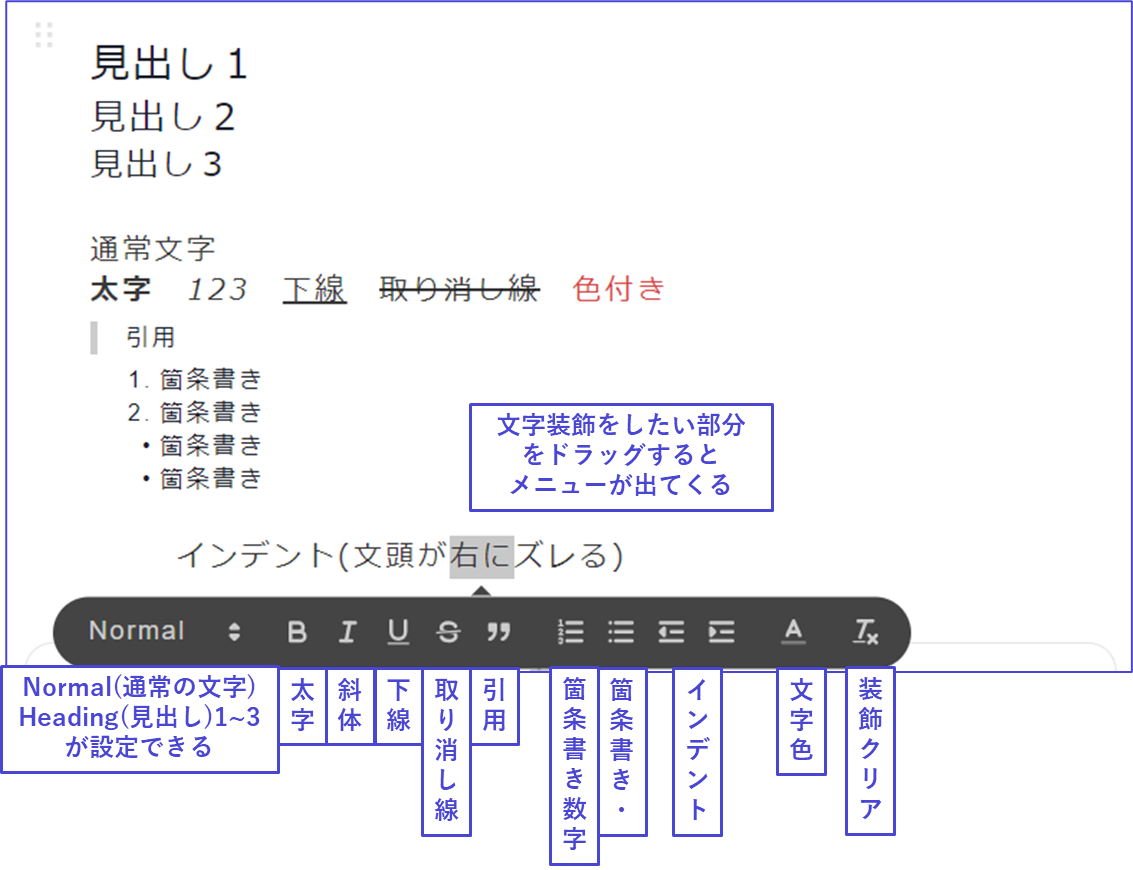 見出し1
見出し2
見出し3
通常文字
太字 123 下線 取り消し線 色付き
引用
1. 箇条書き
2. 箇条書き
• 箇条書き
• 箇条書き
文字装飾をしたい部分
をドラッグすると
メニューが出てくる
インデント(文頭が右にズレる)
Normal B I U S 99 A Tx
Normal(通常の文字)
Heading(見出し)1~3
が設定できる
太字
斜体
下線
取り消し線
引用
箇条書き数字
箇条書き・
インデント
文字色
装飾クリア